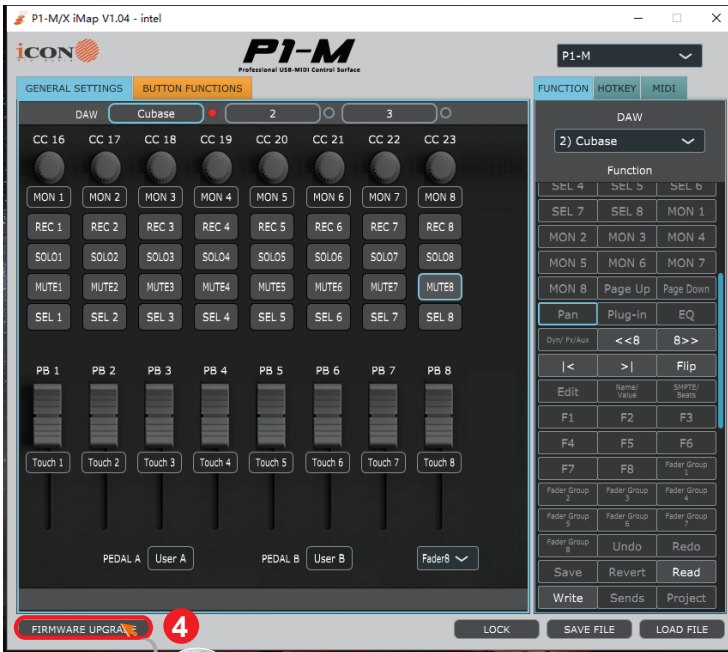 P1-M/X iMap V1.04 - intel
iCON
P1-M
Professional USB-MIDI Control Surface
P1-M
GENERAL SETTINGS BUTTON FUNCTIONS
FUNCTION HOTKEY MIDI
DAW Cubase 2 3
DAW
2) Cubase
Function
CC 16 CC 17 CC 18 CC 19 CC 20 CC 21 CC 22 CC 23
MON 1 MON 2 MON 3 MON 4 MON 5 MON 6 MON 7 MON 8
REC 1 REC 2 REC 3 REC 4 REC 5 REC 6 REC 7 REC 8
SOLO1 SOLO2 SOLO3 SOLO4 SOLO5 SOLO6 SOLO7 SOLO8
MUTE1 MUTE2 MUTE3 MUTE4 MUTE5 MUTE6 MUTE7 MUTE8
SEL 1 SEL 2 SEL 3 SEL 4 SEL 5 SEL 6 SEL 7 SEL 8
PB 1 PB 2 PB 3 PB 4 PB 5 PB 6 PB 7 PB 8
Touch 1 Touch 2 Touch 3 Touch 4 Touch 5 Touch 6 Touch 7 Touch 8
PEDAL A User A PEDAL B User B Fader8
SEL 4 SEL 5 SEL 6
SEL 7 SEL 8 MON 1
MON 2 MON 3 MON 4
MON 5 MON 6 MON 7
MON 8 Page Up Page Down
Pan Plug-in EQ
Dyn/ Pv/Aux <<8 8>>
|< >| Flip
Edit Name/ Value SMPTE/ Beats
F1 F2 F3
F4 F5 F6
F7 F8 Fader Group 1
Fader Group 2 Fader Group 3 Fader Group 4
Fader Group 5 Fader Group 6 Fader Group 7
Fader Group 8 Undo Redo
Save Revert Read
Write Sends Project
FIRMWARE UPGRADE 4 LOCK SAVE FILE LOAD FILE